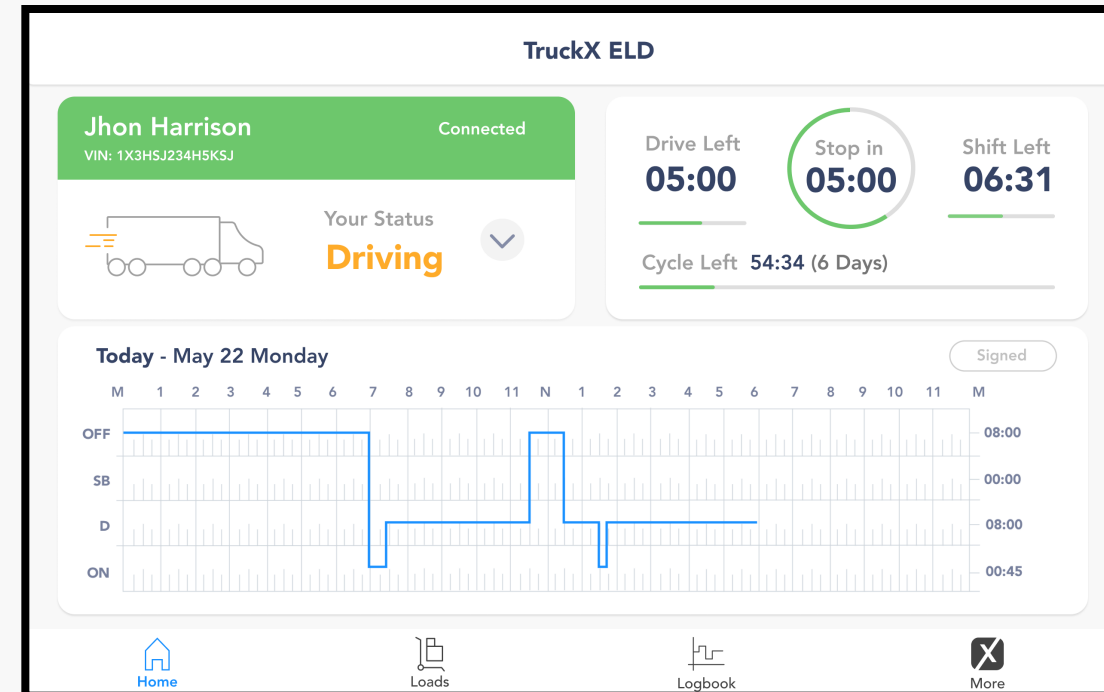 TruckX ELD
Jhon Harrison
Connected
VIN: 1X3HSJ234H5KSJ
Your Status
Driving
Drive Left
05:00
Stop in
05:00
Shift Left
06:31
Cycle Left 54:34 (6 Days)
Today - May 22 Monday
Signed
M 1 2 3 4 5 6 7 8 9 10 11 N 1 2 3 4 5 6 7 8 9 10 11 M
OFF 08:00
SB 00:00
D 08:00
ON 00:45
Home
Loads
Logbook
X
More